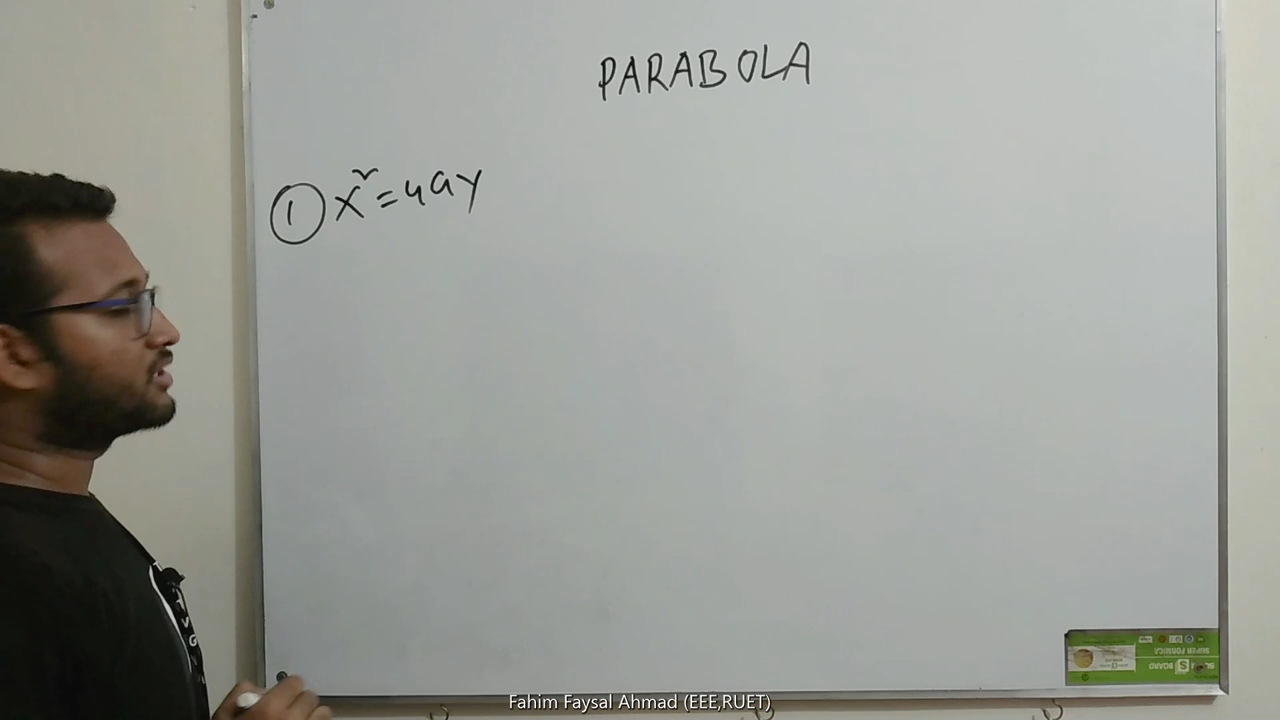 PARABOLA
① x² = 4ay
Fahim Faysal Ahmad (EEE,RUET)